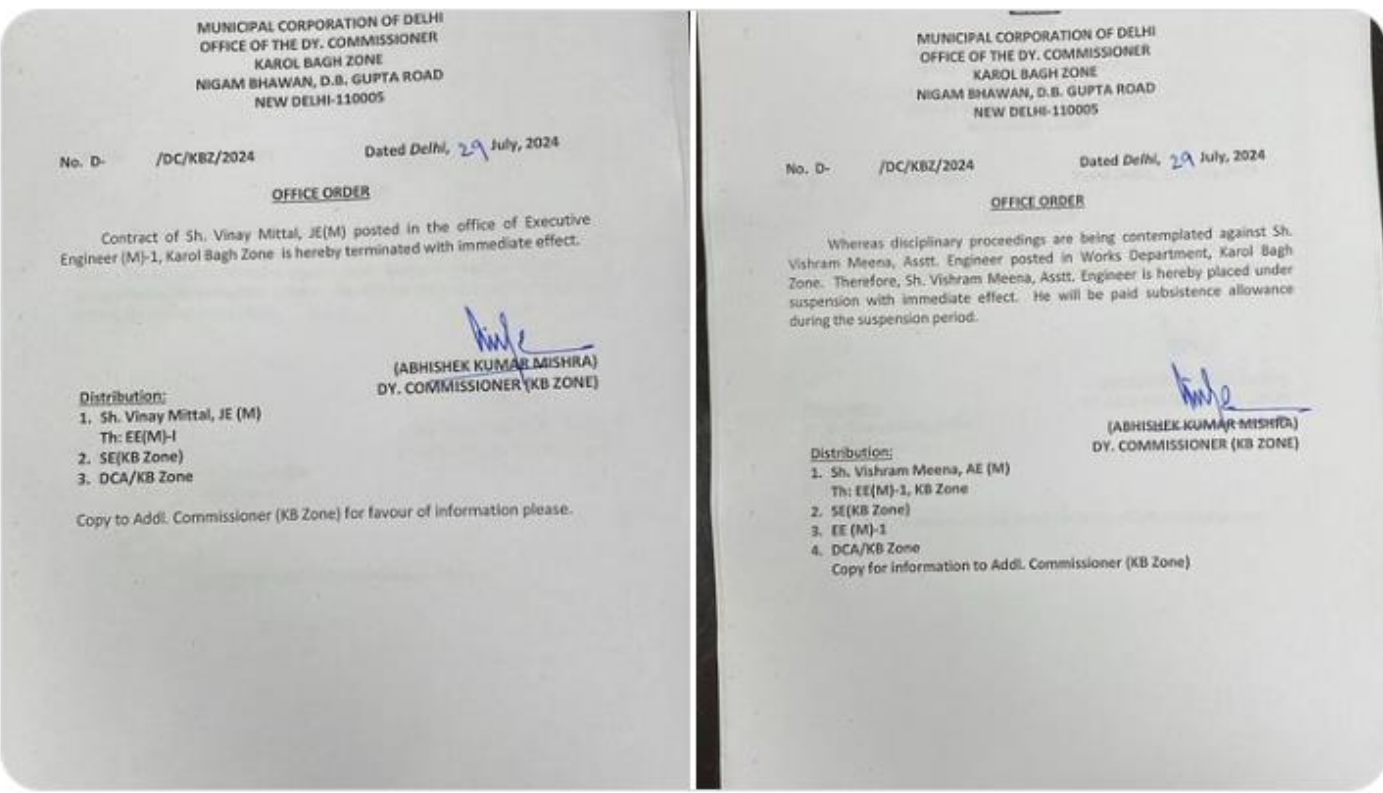 MUNICIPAL CORPORATION OF DELHI
OFFICE OF THE DY. COMMISSIONER
KAROL BAGH ZONE
NIGAM BHAWAN, D.B. GUPTA ROAD
NEW DELHI-110005
No. D- /DC/KBZ/2024 Dated Delhi, 29 July, 2024
OFFICE ORDER
Contract of Sh. Vinay Mittal, JE(M) posted in the office of Executive
Engineer (M)-1, Karol Bagh Zone is hereby terminated with immediate effect.
(ABHISHEK KUMAR MISHRA)
DY. COMMISSIONER (KB ZONE)
Distribution:
1. Sh. Vinay Mittal, JE (M)
Th: EE(M)-I
2. SE(KB Zone)
3. DCA/KB Zone
Copy to Addl. Commissioner (KB Zone) for favour of information please.
MUNICIPAL CORPORATION OF DELHI
OFFICE OF THE DY. COMMISSIONER
KAROL BAGH ZONE
NIGAM BHAWAN, D.B. GUPTA ROAD
NEW DELHI-110005
No. D- /DC/KBZ/2024 Dated Delhi, 29 July, 2024
OFFICE ORDER
Whereas disciplinary proceedings are being contemplated against Sh.
Vishram Meena, Asstt. Engineer posted in Works Department, Karol Bagh
Zone. Therefore, Sh. Vishram Meena, Asstt. Engineer is hereby placed under
suspension with immediate effect. He will be paid subsistence allowance
during the suspension period.
(ABHISHEK KUMAR MISHRA)
DY. COMMISSIONER (KB ZONE)
Distribution:
1. Sh. Vishram Meena, AE (M)
Th: EE(M)-1, KB Zone
2. SE(KB Zone)
3. EE (M)-1
4. DCA/KB Zone
Copy for information to Addl. Commissioner (KB Zone)